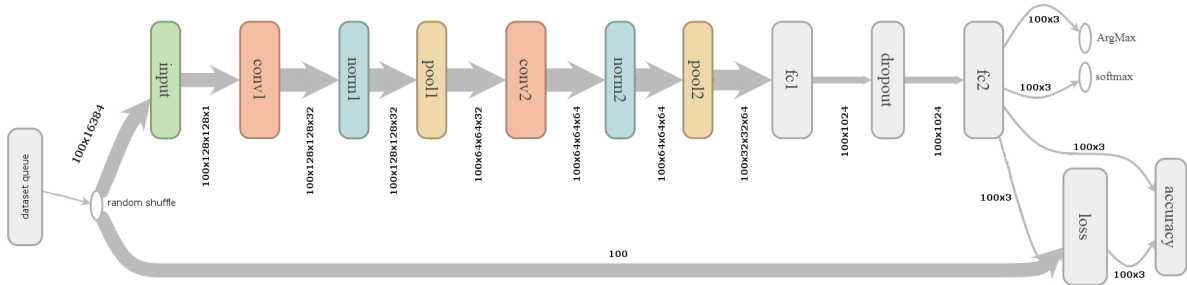 dataset queue
random shuffle
100x16384
input
100x128x128x1
conv1
100x128x128x32
norm1
100x128x128x32
pool1
100x64x64x32
conv2
100x64x64x64
norm2
100x64x64x64
pool2
100x32x32x64
fc1
100x1024
dropout
100x1024
fc2
100x3
ArgMax
100x3
softmax
100x3
100x3
100
loss
100x3
accuracy